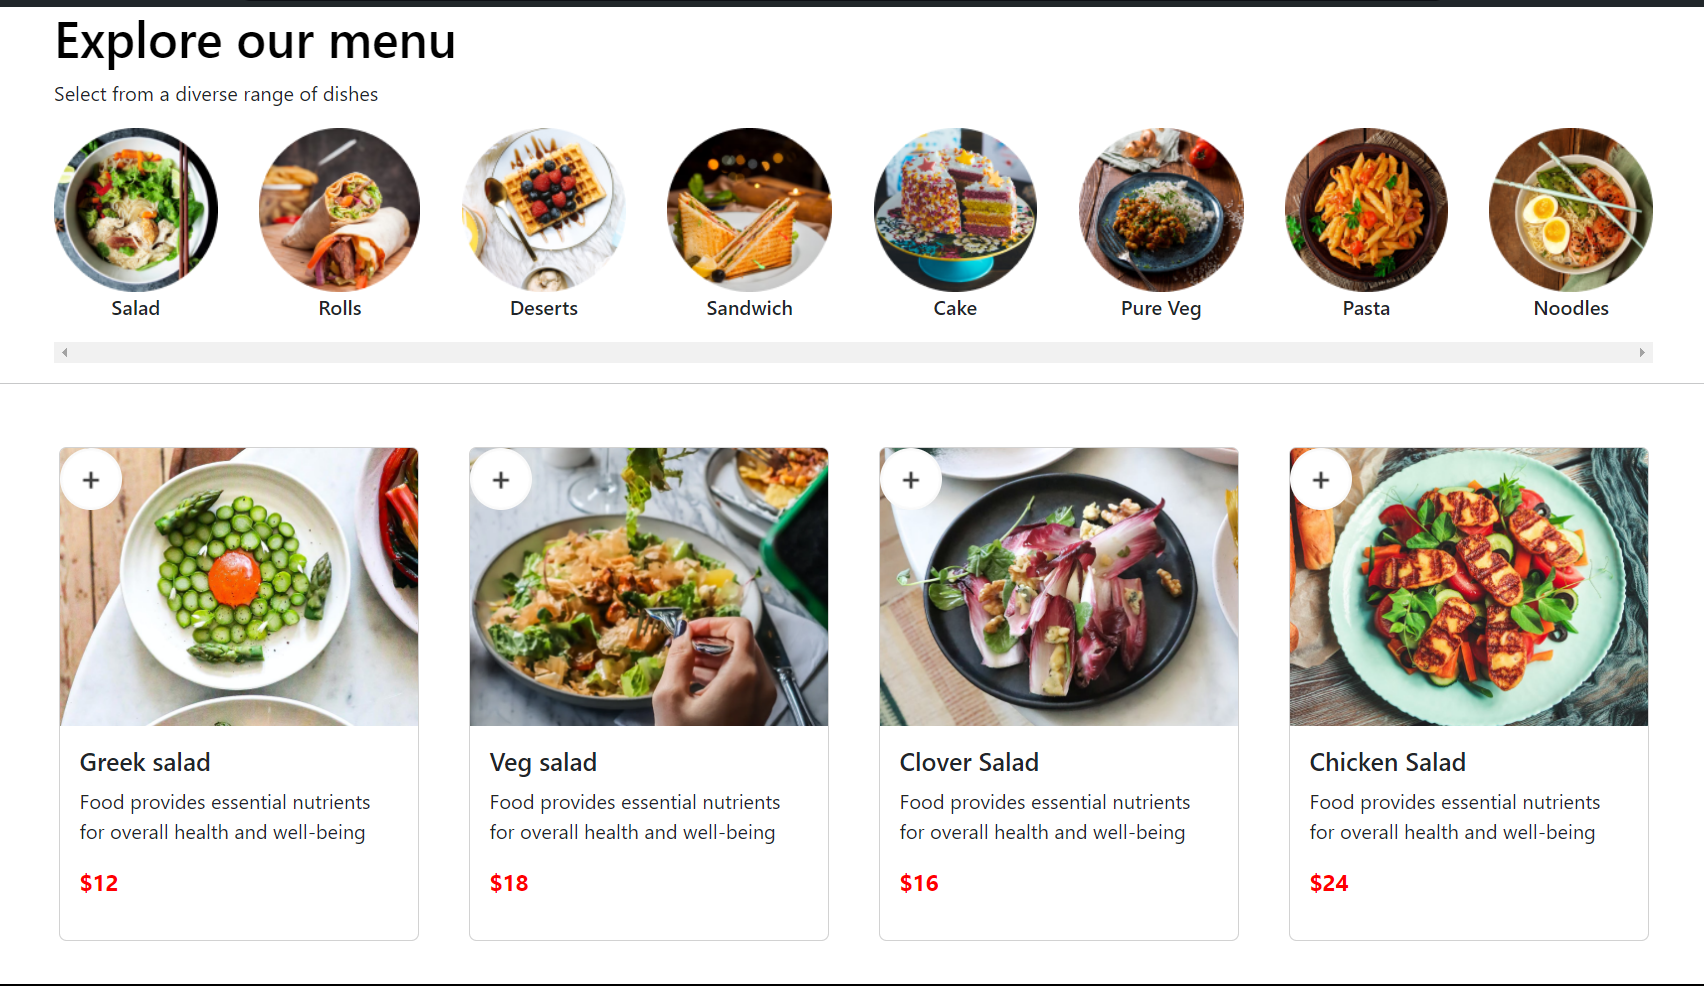 Explore our menu
Select from a diverse range of dishes
Salad
Rolls
Deserts
Sandwich
Cake
Pure Veg
Pasta
Noodles
+
+
+
+
Greek salad
Food provides essential nutrients
for overall health and well-being
$12
Veg salad
Food provides essential nutrients
for overall health and well-being
$18
Clover Salad
Food provides essential nutrients
for overall health and well-being
$16
Chicken Salad
Food provides essential nutrients
for overall health and well-being
$24